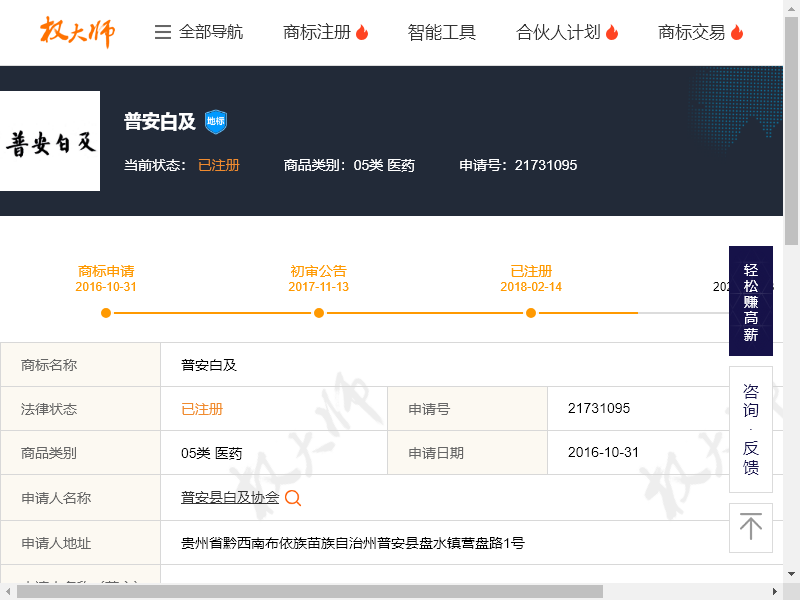 权大师 全部导航 商标注册 智能工具 合伙人计划 商标交易
普安白及
普安白及 地标
当前状态： 已注册 商品类别：05类 医药 申请号：21731095
商标申请 初审公告 已注册
2016-10-31 2017-11-13 2018-02-14
轻松赚高薪
商标名称 普安白及
法律状态 已注册 申请号 21731095
商品类别 05类 医药 申请日期 2016-10-31
咨询·反馈
申请人名称 普安县白及协会
申请人地址 贵州省黔西南布依族苗族自治州普安县盘水镇营盘路1号
权大师